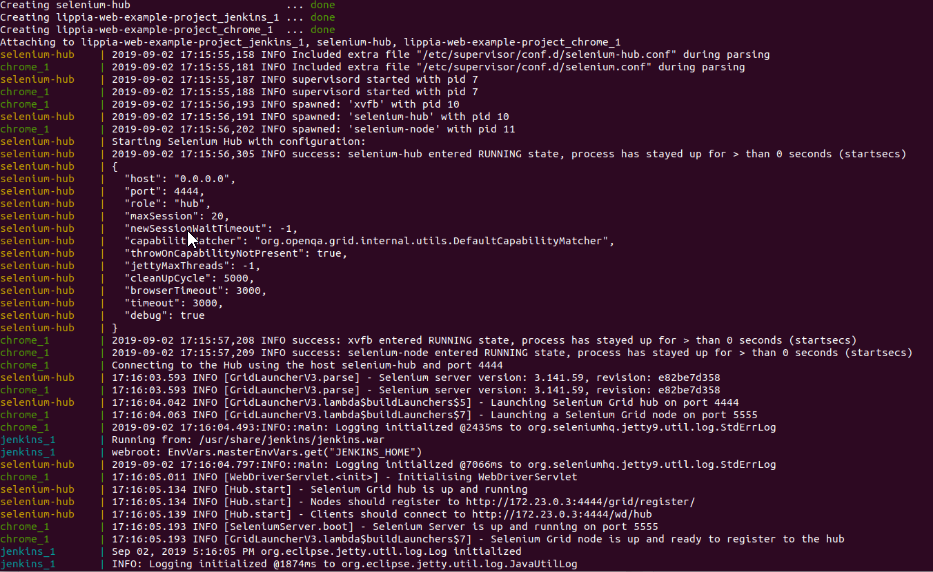 Creating selenium-hub ... done
Creating lippia-web-example-project_jenkins_1 ... done
Creating lippia-web-example-project_chrome_1 ... done
Attaching to lippia-web-example-project_jenkins_1, selenium-hub, lippia-web-example-project_chrome_1
selenium-hub | 2019-09-02 17:15:55,158 INFO Included extra file "/etc/supervisor/conf.d/selenium-hub.conf" during parsing
chrome_1 | 2019-09-02 17:15:55,181 INFO Included extra file "/etc/supervisor/conf.d/selenium.conf" during parsing
selenium-hub | 2019-09-02 17:15:55,187 INFO supervisord started with pid 7
chrome_1 | 2019-09-02 17:15:55,188 INFO supervisord started with pid 7
chrome_1 | 2019-09-02 17:15:56,193 INFO spawned: 'xvfb' with pid 10
selenium-hub | 2019-09-02 17:15:56,191 INFO spawned: 'selenium-hub' with pid 10
chrome_1 | 2019-09-02 17:15:56,202 INFO spawned: 'selenium-node' with pid 11
selenium-hub | Starting Selenium Hub with configuration:
selenium-hub | 2019-09-02 17:15:56,305 INFO success: selenium-hub entered RUNNING state, process has stayed up for > than 0 seconds (startsecs)
selenium-hub | {
selenium-hub | "host": "0.0.0.0",
selenium-hub | "port": 4444,
selenium-hub | "role": "hub",
selenium-hub | "maxSession": 20,
selenium-hub | "newSessionWaitTimeout": -1,
selenium-hub | "capabilityMatcher": "org.openqa.grid.internal.utils.DefaultCapabilityMatcher",
selenium-hub | "throwOnCapabilityNotPresent": true,
selenium-hub | "jettyMaxThreads": -1,
selenium-hub | "cleanUpCycle": 5000,
selenium-hub | "browserTimeout": 3000,
selenium-hub | "timeout": 3000,
selenium-hub | "debug": true
selenium-hub | }
chrome_1 | 2019-09-02 17:15:57,208 INFO success: xvfb entered RUNNING state, process has stayed up for > than 0 seconds (startsecs)
chrome_1 | 2019-09-02 17:15:57,209 INFO success: selenium-node entered RUNNING state, process has stayed up for > than 0 seconds (startsecs)
chrome_1 | Connecting to the Hub using the host selenium-hub and port 4444
selenium-hub | 17:16:03.593 INFO [GridLauncherV3.parse] - Selenium server version: 3.141.59, revision: e82be7d358
chrome_1 | 17:16:03.593 INFO [GridLauncherV3.parse] - Selenium server version: 3.141.59, revision: e82be7d358
selenium-hub | 17:16:04.042 INFO [GridLauncherV3.lambda$buildLaunchers$5] - Launching Selenium Grid hub on port 4444
chrome_1 | 17:16:04.063 INFO [GridLauncherV3.lambda$buildLaunchers$7] - Launching a Selenium Grid node on port 5555
chrome_1 | 2019-09-02 17:16:04.493:INFO::main: Logging initialized @2435ms to org.seleniumhq.jetty9.util.log.StdErrLog
jenkins_1 | Running from: /usr/share/jenkins/jenkins.war
jenkins_1 | webroot: EnvVars.masterEnvVars.get("JENKINS_HOME")
selenium-hub | 2019-09-02 17:16:04.797:INFO::main: Logging initialized @7066ms to org.seleniumhq.jetty9.util.log.StdErrLog
chrome_1 | 17:16:05.011 INFO [WebDriverServlet.<init>] - Initialising WebDriverServlet
selenium-hub | 17:16:05.134 INFO [Hub.start] - Selenium Grid hub is up and running
selenium-hub | 17:16:05.134 INFO [Hub.start] - Nodes should register to http://172.23.0.3:4444/grid/register/
selenium-hub | 17:16:05.139 INFO [Hub.start] - Clients should connect to http://172.23.0.3:4444/wd/hub
chrome_1 | 17:16:05.193 INFO [SeleniumServer.boot] - Selenium Server is up and running on port 5555
chrome_1 | 17:16:05.193 INFO [GridLauncherV3.lambda$buildLaunchers$7] - Selenium Grid node is up and ready to register to the hub
jenkins_1 | Sep 02, 2019 5:16:05 PM org.eclipse.jetty.util.log.Log initialized
jenkins_1 | INFO: Logging initialized @1874ms to org.eclipse.jetty.util.log.JavaUtilLog